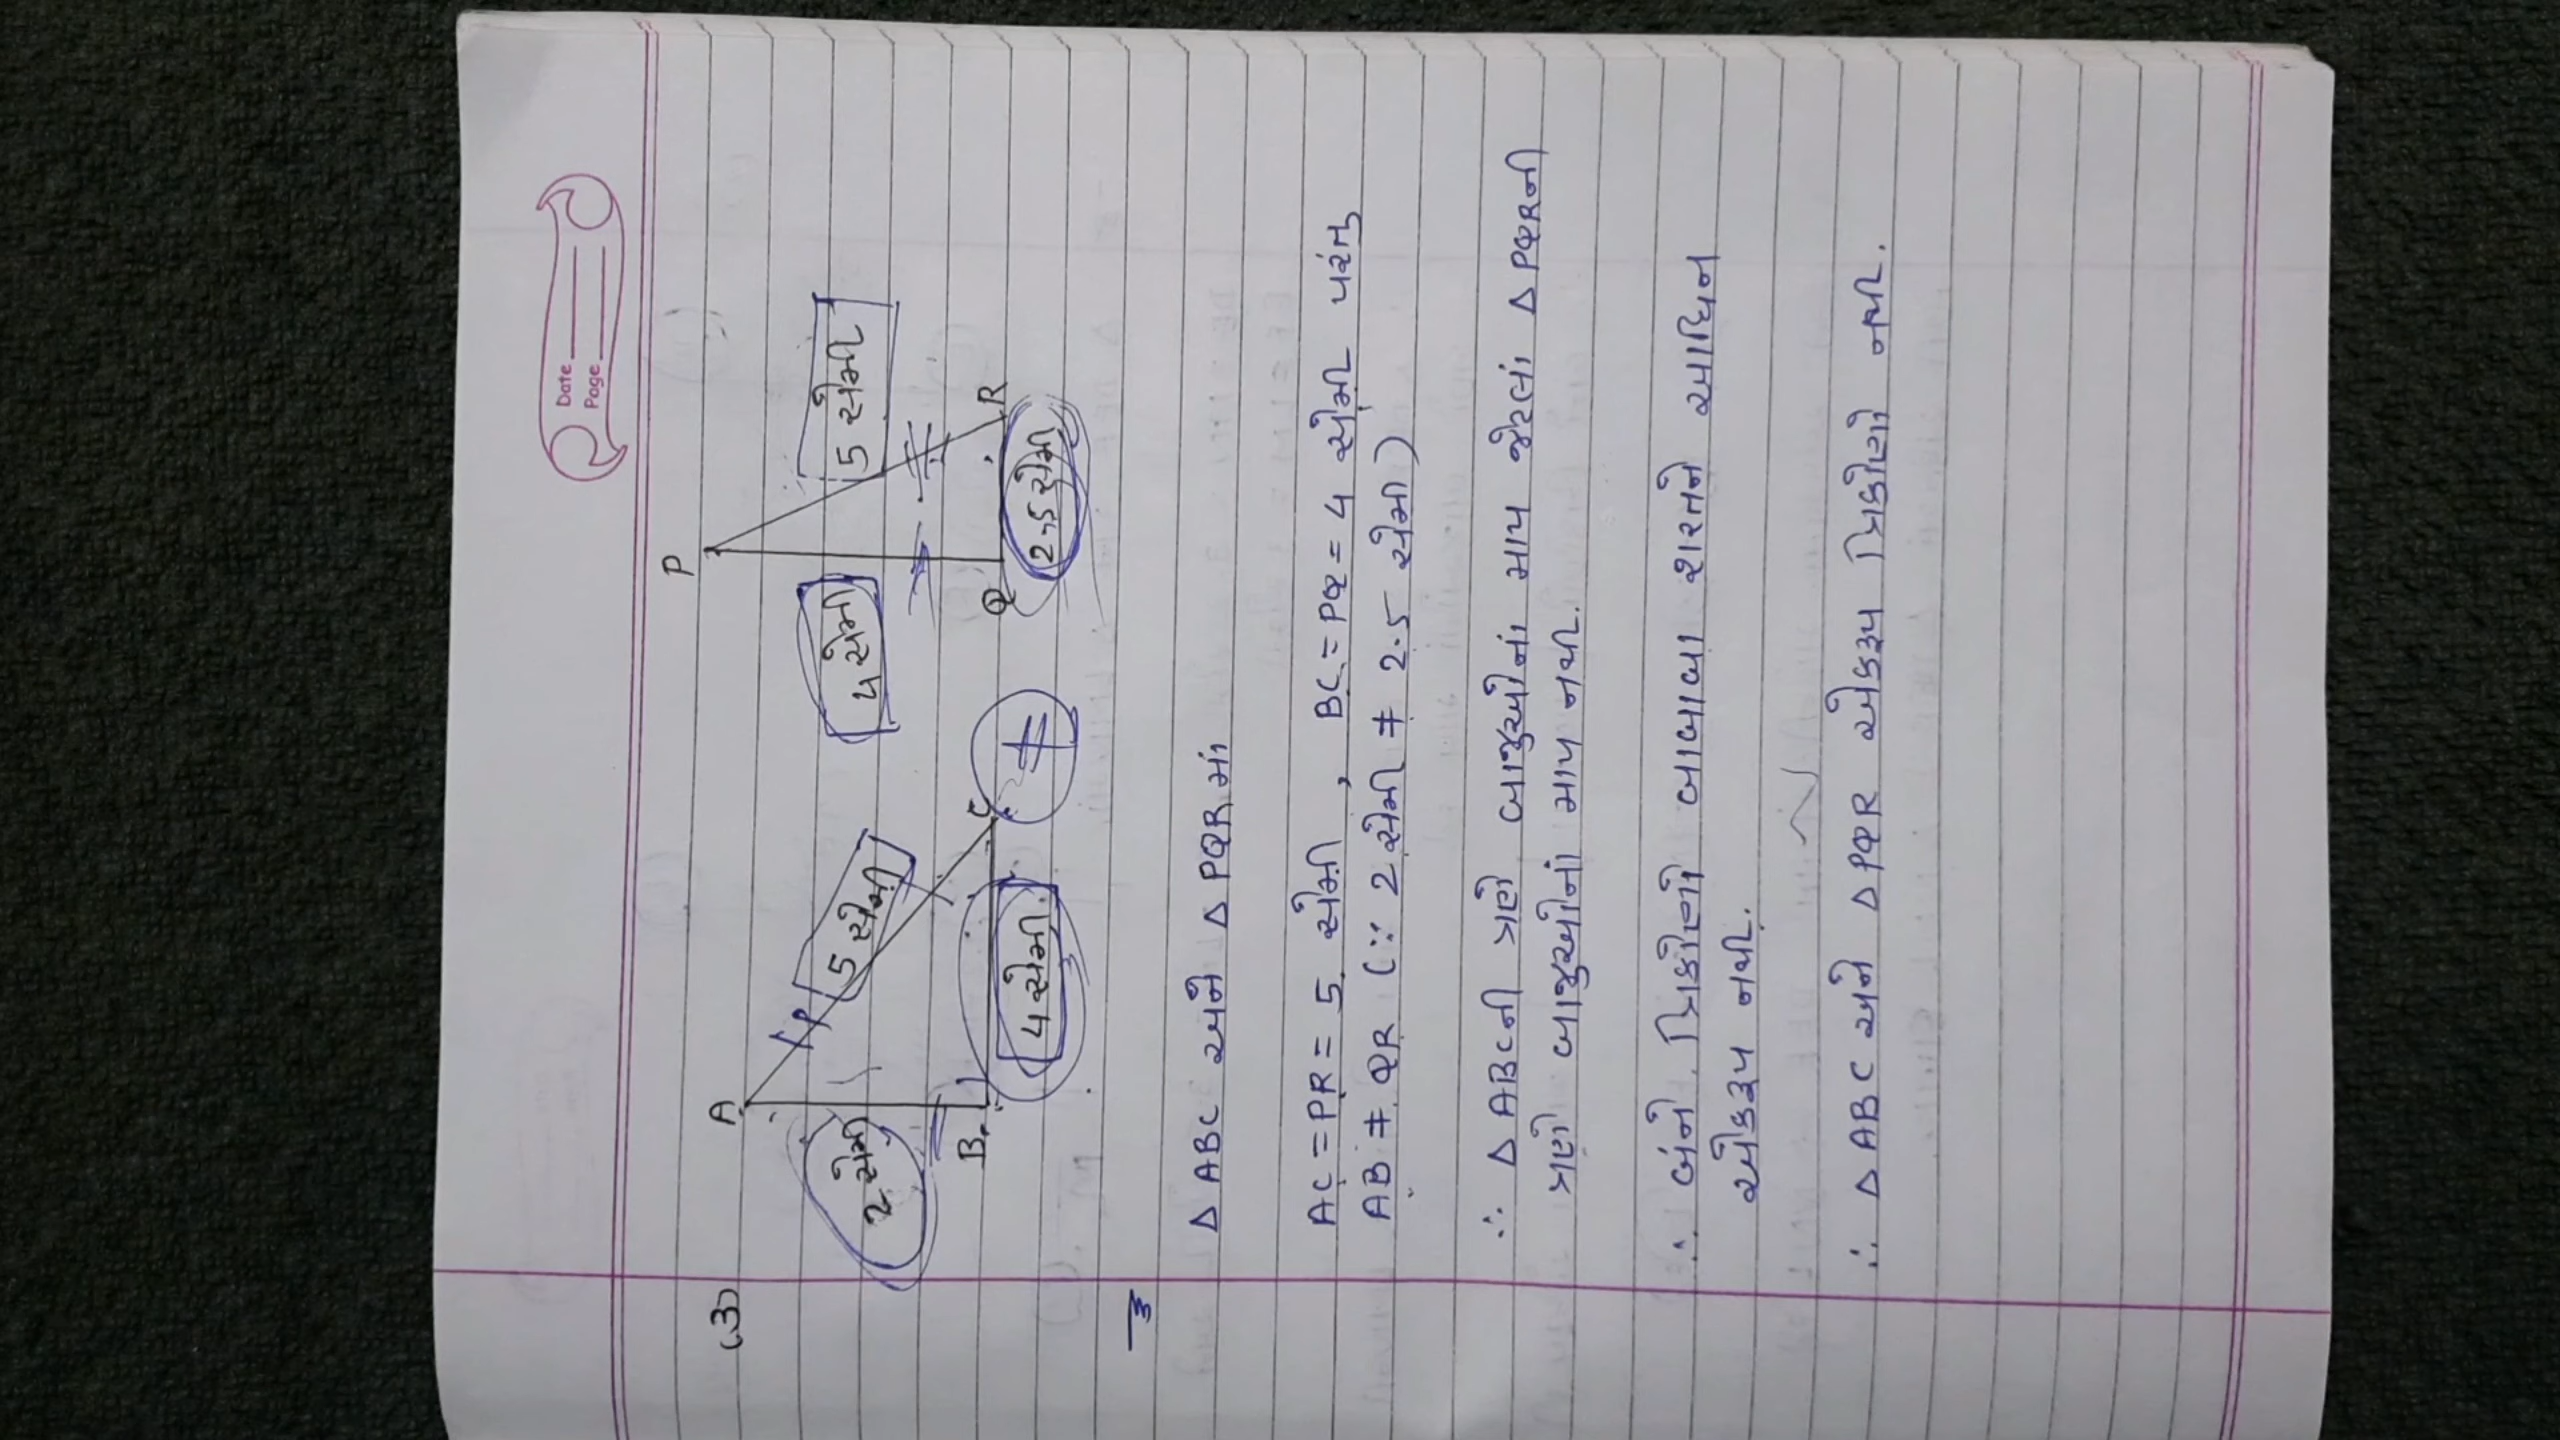 Date
Page
(3)
A
P
2 સેમી
5 સેમી
4 સેમી
5 સેમી
B
C
Q
R
4 સેમી
≠
2.5 સેમી
⇒
Δ ABC અને Δ PQR માં
AC = PR = 5 સેમી , BC = PQ = 4 સેમી પરંતુ
AB ≠ QR (∵ 2 સેમી ≠ 2.5 સેમી)
∴ Δ ABC ની ત્રણે બાજુઓનાં માપ જેટલાં Δ PQR ની
ત્રણે બાજુઓનાં માપ નથી.
∴ બંને ત્રિકોણો બાબાબા શરતને આધિન
એકરૂપ નથી.
∴ Δ ABC અને Δ PQR એકરૂપ ત્રિકોણો નથી.